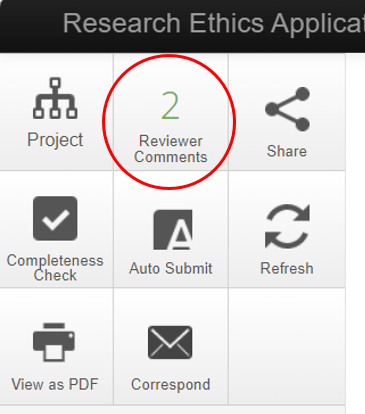 Research Ethics Applicat
2
Project
Reviewer
Comments
Share
Completeness
Check
Auto Submit
Refresh
View as PDF
Correspond